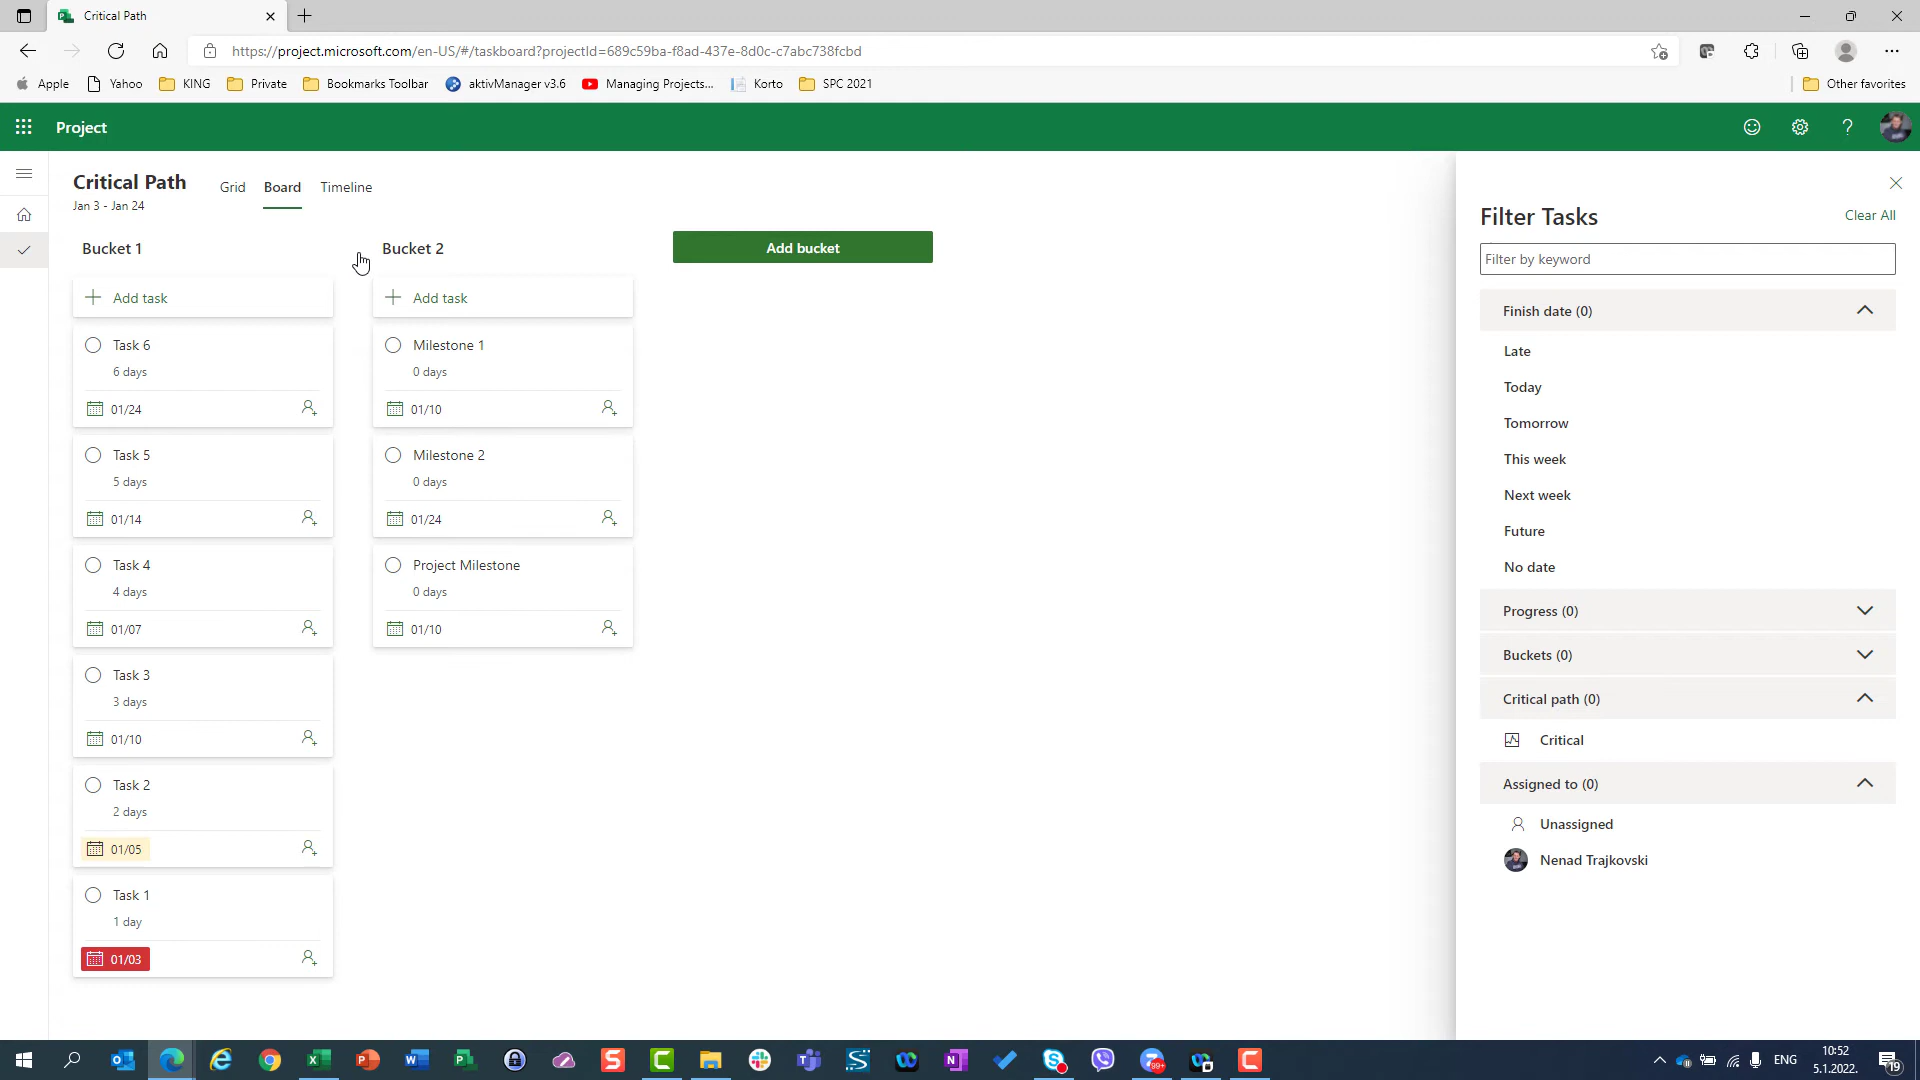 Critical Path
https://project.microsoft.com/en-US/#/taskboard?projectId=689c59ba-f8ad-437e-8d0c-c7abc738fcbd
Apple
Yahoo
KING
Private
Bookmarks Toolbar
aktivManager v3.6
Managing Projects...
Korto
SPC 2021
Other favorites
Project
Critical Path
Jan 3 - Jan 24
Grid
Board
Timeline
Bucket 1
Add task
Task 6
6 days
01/24
Task 5
5 days
01/14
Task 4
4 days
01/07
Task 3
3 days
01/10
Task 2
2 days
01/05
Task 1
1 day
01/03
Bucket 2
Add task
Milestone 1
0 days
01/10
Milestone 2
0 days
01/24
Project Milestone
0 days
01/10
Add bucket
Filter Tasks
Clear All
Filter by keyword
Finish date (0)
Late
Today
Tomorrow
This week
Next week
Future
No date
Progress (0)
Buckets (0)
Critical path (0)
Critical
Assigned to (0)
Unassigned
Nenad Trajkovski
99+
ENG
10:52
5.1.2022.
19